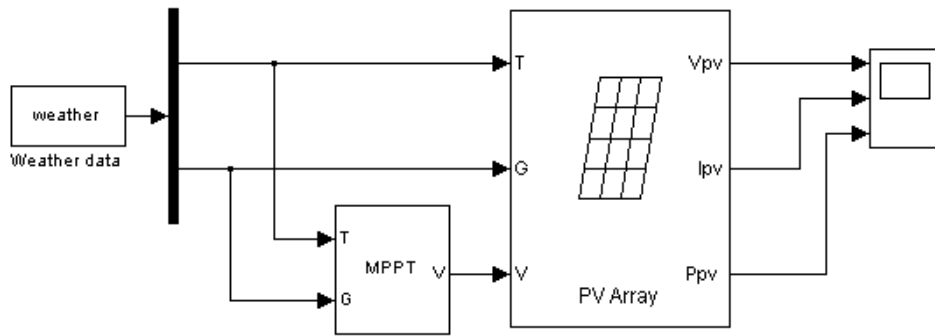 weather
Weather data
T
G
V
Vpv
Ipv
Ppv
PV Array
T
G
MPPT
V